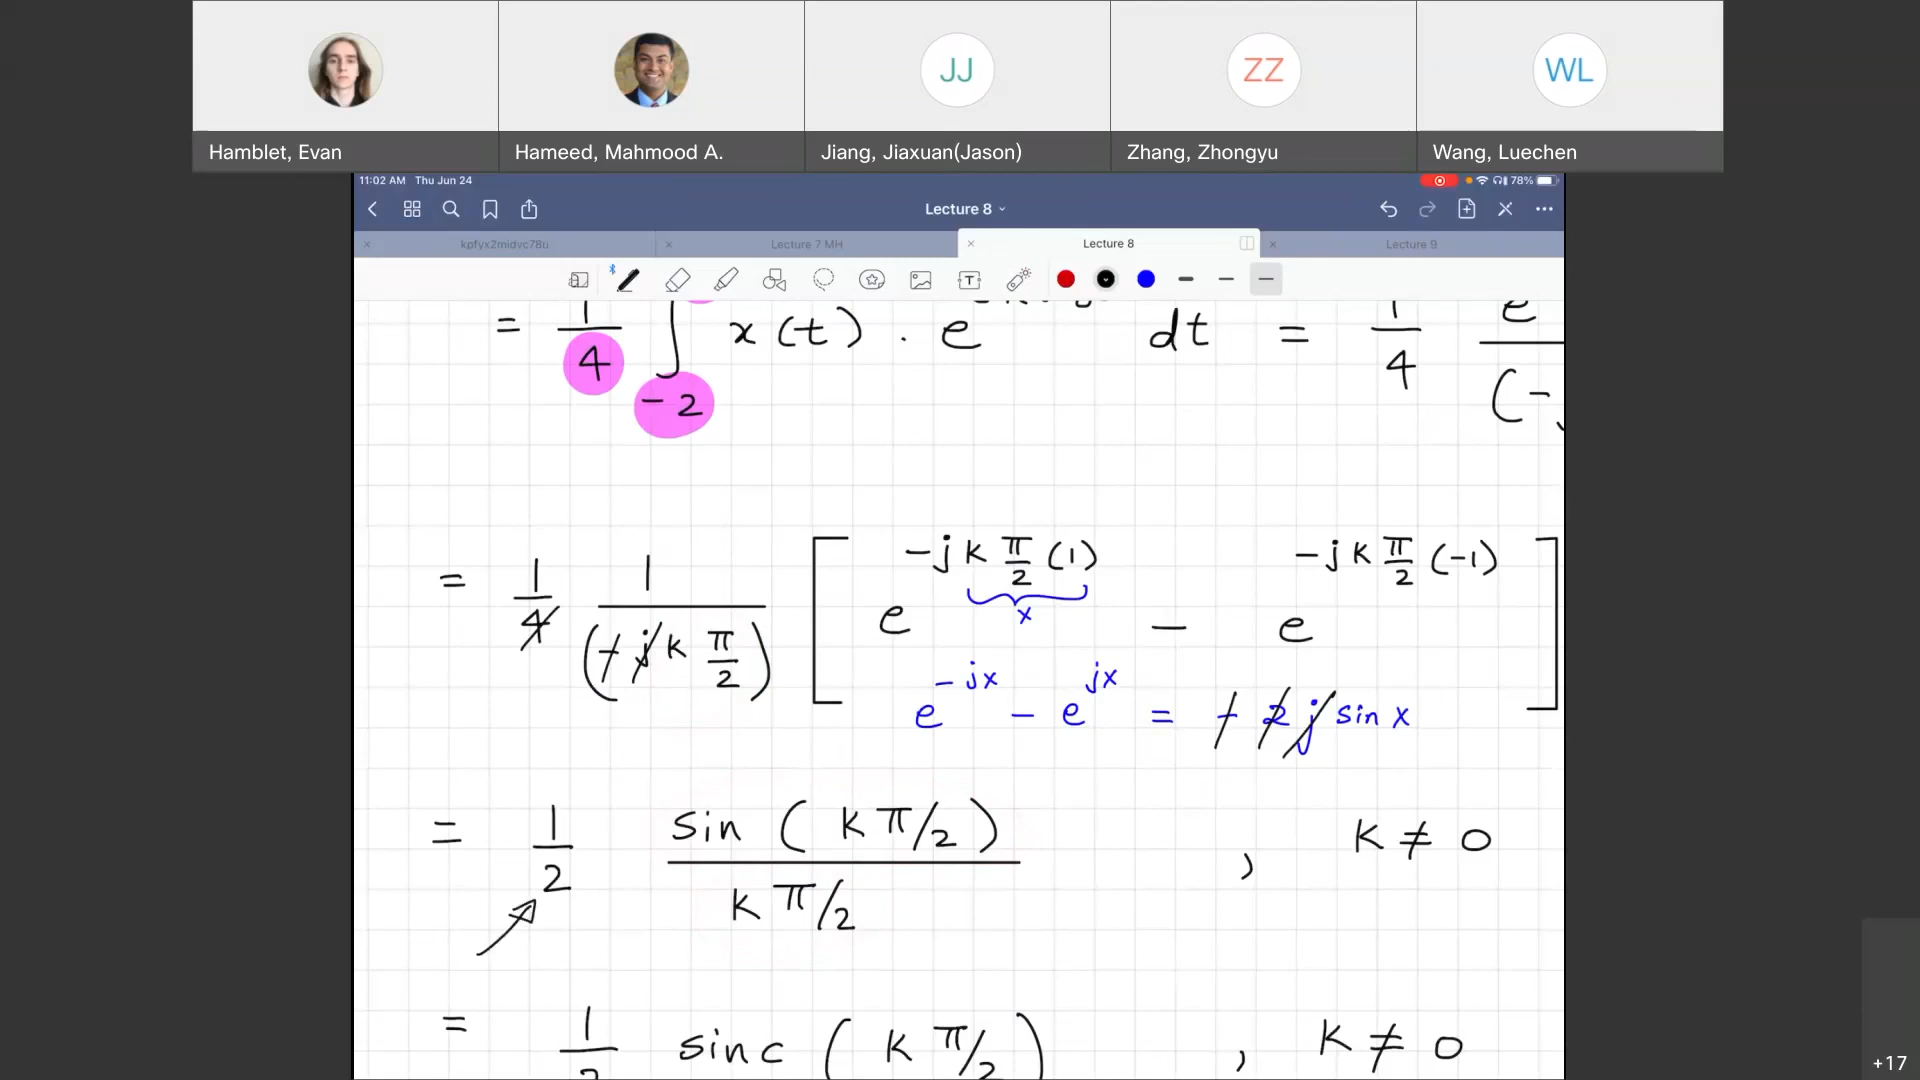 JJ
ZZ
WL
Hamblet, Evan
Hameed, Mahmood A.
Jiang, Jiaxuan(Jason)
Zhang, Zhongyu
Wang, Luechen
11:02 AM Thu Jun 24
78%
Lecture 8
kpfyx2midvc78u
Lecture 7 MH
Lecture 8
Lecture 9
= 1/4 ∫ -2 x(t) . e dt = 1/4 e / (-
= 1/4 1/(-jk π/2) [ e^(-jk π/2 (1)) - e^(-jk π/2 (-1)) ]
x
e^(-jx) - e^(jx) = -2j sin x
= 1/2 sin(kπ/2) / kπ/2 , k ≠ 0
= 1/2 sinc(kπ/2) , k ≠ 0
+17